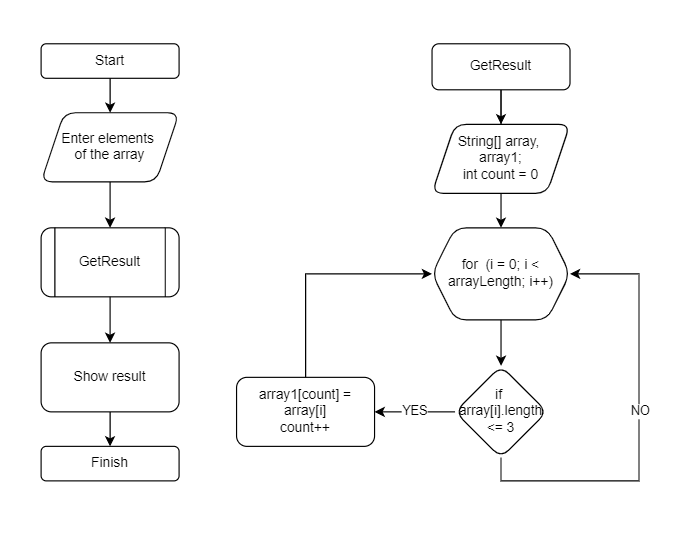 Start
Enter elements
of the array
GetResult
Show result
Finish
GetResult
String[] array,
array1;
int count = 0
for (i = 0; i <
arrayLength; i++)
if
array[i].length
<= 3
YES
NO
array1[count] =
array[i]
count++